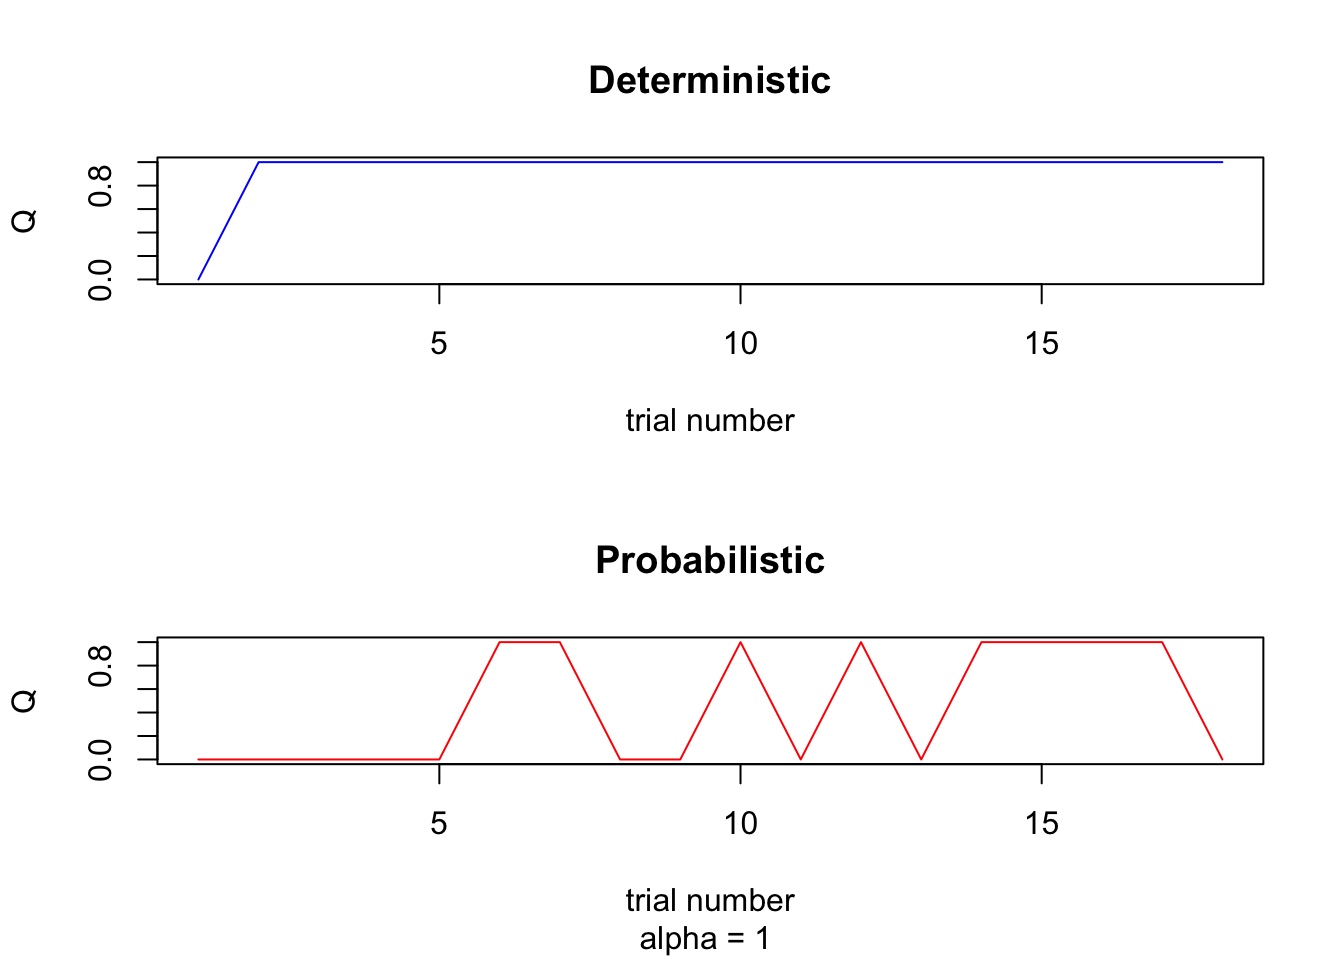 Deterministic
Q
0.8
0.0
5 10 15
trial number
Probabilistic
Q
0.8
0.0
5 10 15
trial number
alpha = 1